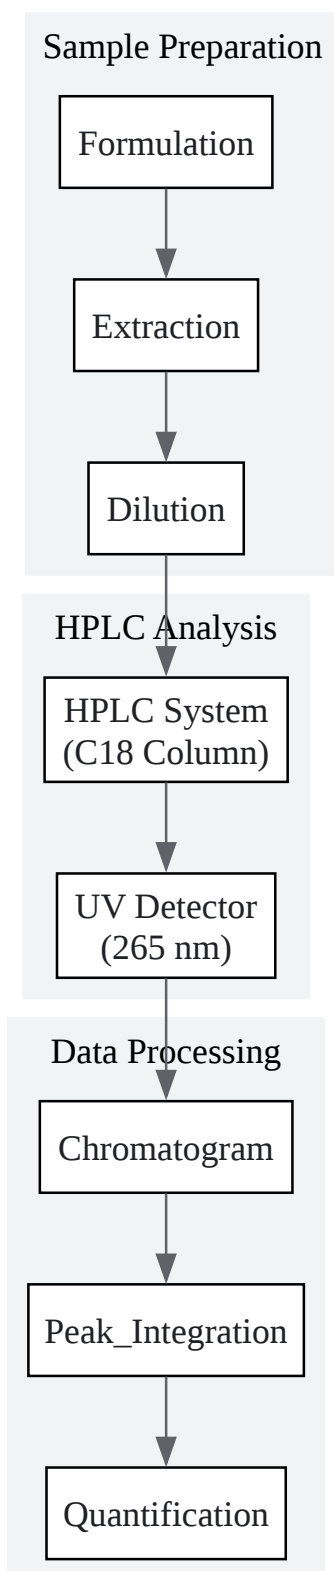 Sample Preparation
Formulation
Extraction
Dilution
HPLC Analysis
HPLC System
(C18 Column)
UV Detector
(265 nm)
Data Processing
Chromatogram
Peak_Integration
Quantification